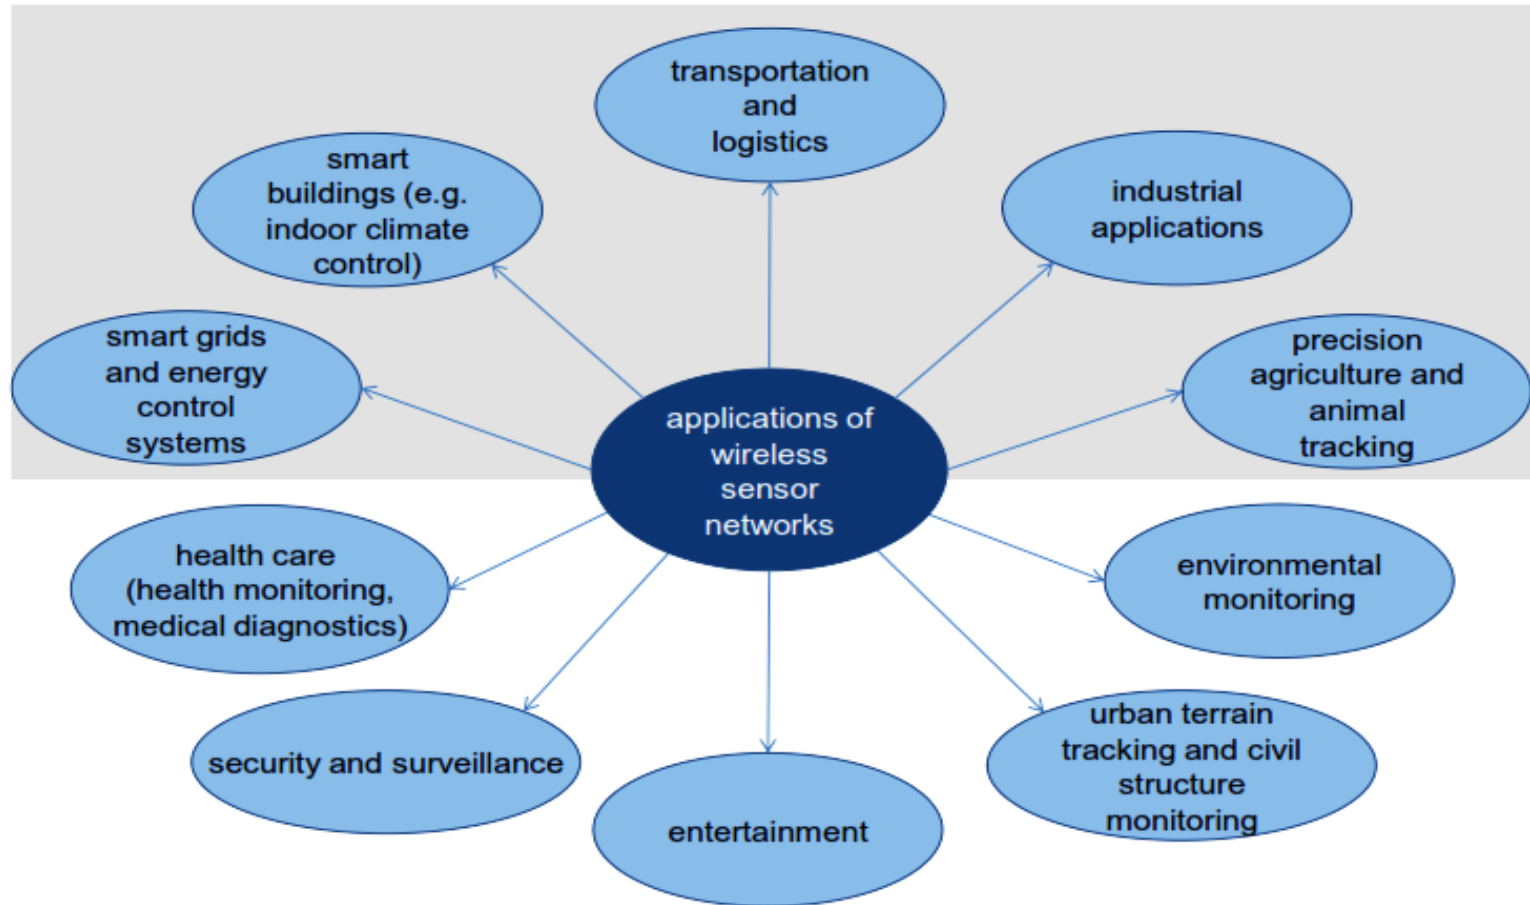 transportation
and
logistics
smart
buildings (e.g.
indoor climate
control)
industrial
applications
smart grids
and energy
control
systems
precision
agriculture and
animal
tracking
applications of
wireless
sensor
networks
health care
(health monitoring,
medical diagnostics)
environmental
monitoring
security and surveillance
urban terrain
tracking and civil
structure
monitoring
entertainment